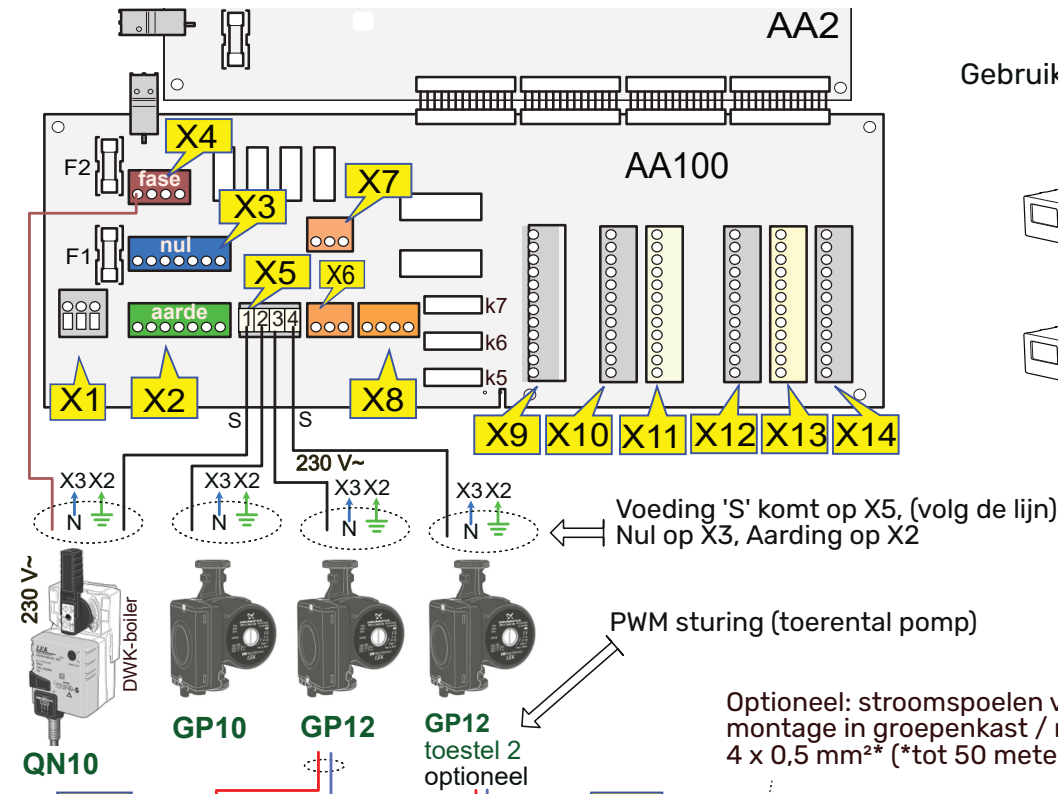 AA2
Gebruik
X4
F2
AA100
fase
X7
X3
nul
F1
X5
X6
aarde
1 2 3 4
k7
k6
k5
X1
X2
X8
X9
X10
X11
X12
X13
X14
S
S
230 V~
X3 X2
X3 X2
X3 X2
X3 X2
N
N
N
N
Voeding 'S' komt op X5, (volg de lijn)
Nul op X3, Aarding op X2
230 V~
DWK-boiler
LEK
PWM sturing (toerental pomp)
Optioneel: stroomspoelen v
montage in groepenkast / 
4 x 0,5 mm²* (*tot 50 mete
GP10
GP12
GP12
toestel 2
optioneel
QN10